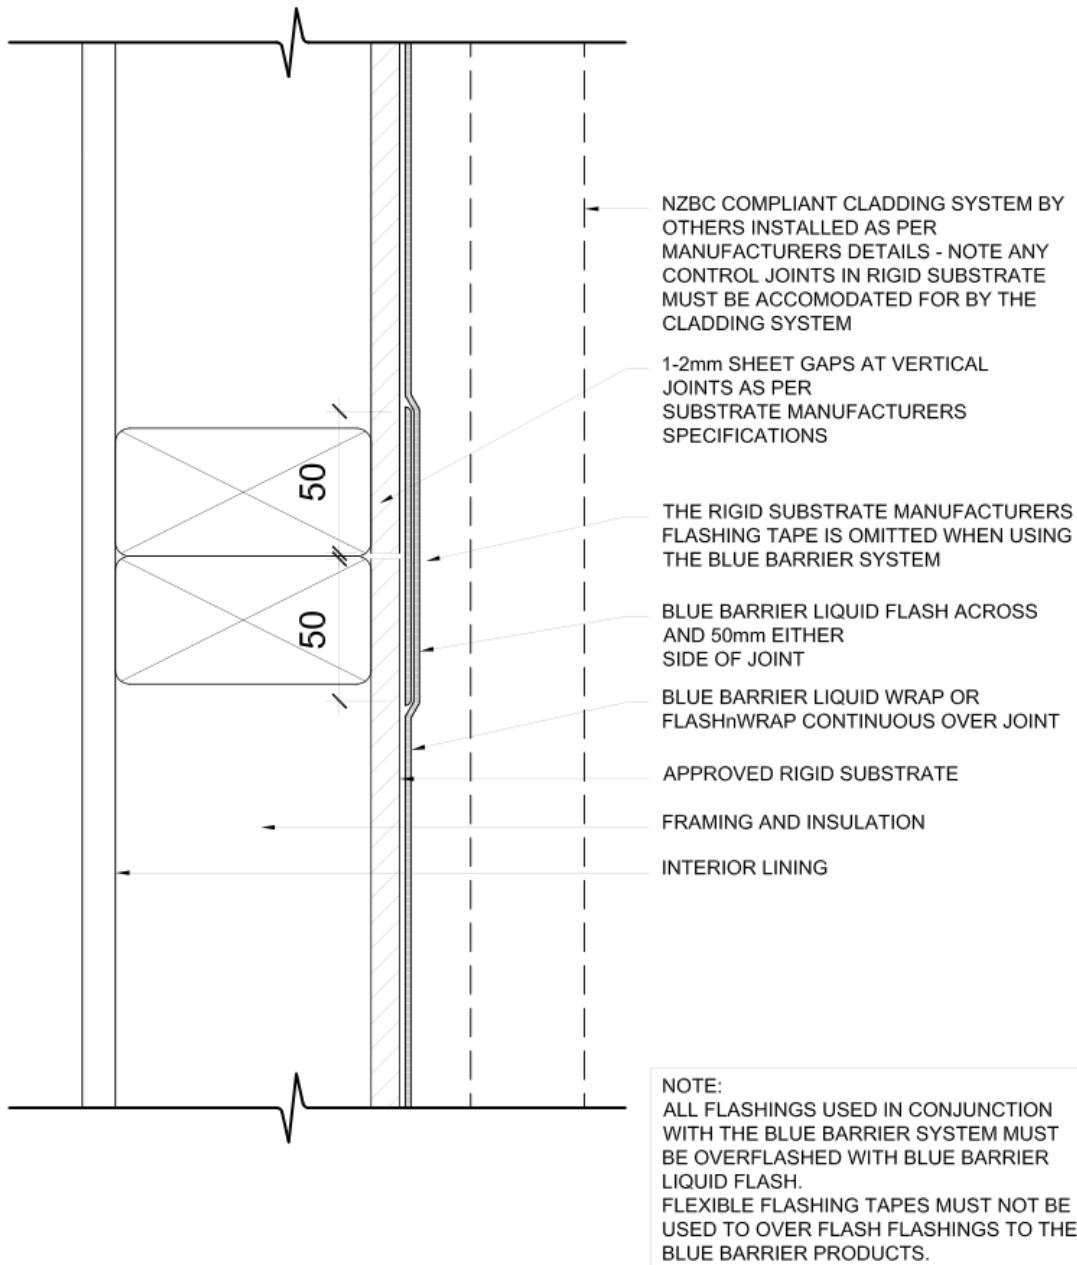 NZBC COMPLIANT CLADDING SYSTEM BY
OTHERS INSTALLED AS PER
MANUFACTURERS DETAILS - NOTE ANY
CONTROL JOINTS IN RIGID SUBSTRATE
MUST BE ACCOMODATED FOR BY THE
CLADDING SYSTEM
1-2mm SHEET GAPS AT VERTICAL
JOINTS AS PER
SUBSTRATE MANUFACTURERS
SPECIFICATIONS
50
50
THE RIGID SUBSTRATE MANUFACTURERS
FLASHING TAPE IS OMITTED WHEN USING
THE BLUE BARRIER SYSTEM
BLUE BARRIER LIQUID FLASH ACROSS
AND 50mm EITHER
SIDE OF JOINT
BLUE BARRIER LIQUID WRAP OR
FLASHnWRAP CONTINUOUS OVER JOINT
APPROVED RIGID SUBSTRATE
FRAMING AND INSULATION
INTERIOR LINING
NOTE:
ALL FLASHINGS USED IN CONJUNCTION
WITH THE BLUE BARRIER SYSTEM MUST
BE OVERFLASHED WITH BLUE BARRIER
LIQUID FLASH.
FLEXIBLE FLASHING TAPES MUST NOT BE
USED TO OVER FLASH FLASHINGS TO THE
BLUE BARRIER PRODUCTS.